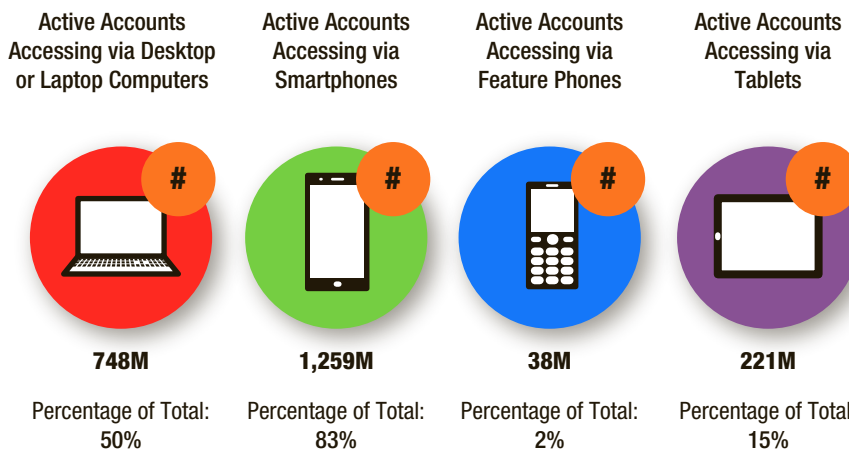 Active Accounts
Accessing via Desktop
or Laptop Computers
Active Accounts
Accessing via
Smartphones
Active Accounts
Accessing via
Feature Phones
Active Accounts
Accessing via
Tablets
#
#
#
#
748M
1,259M
38M
221M
Percentage of Total:
50%
Percentage of Total:
83%
Percentage of Total:
2%
Percentage of Total:
15%